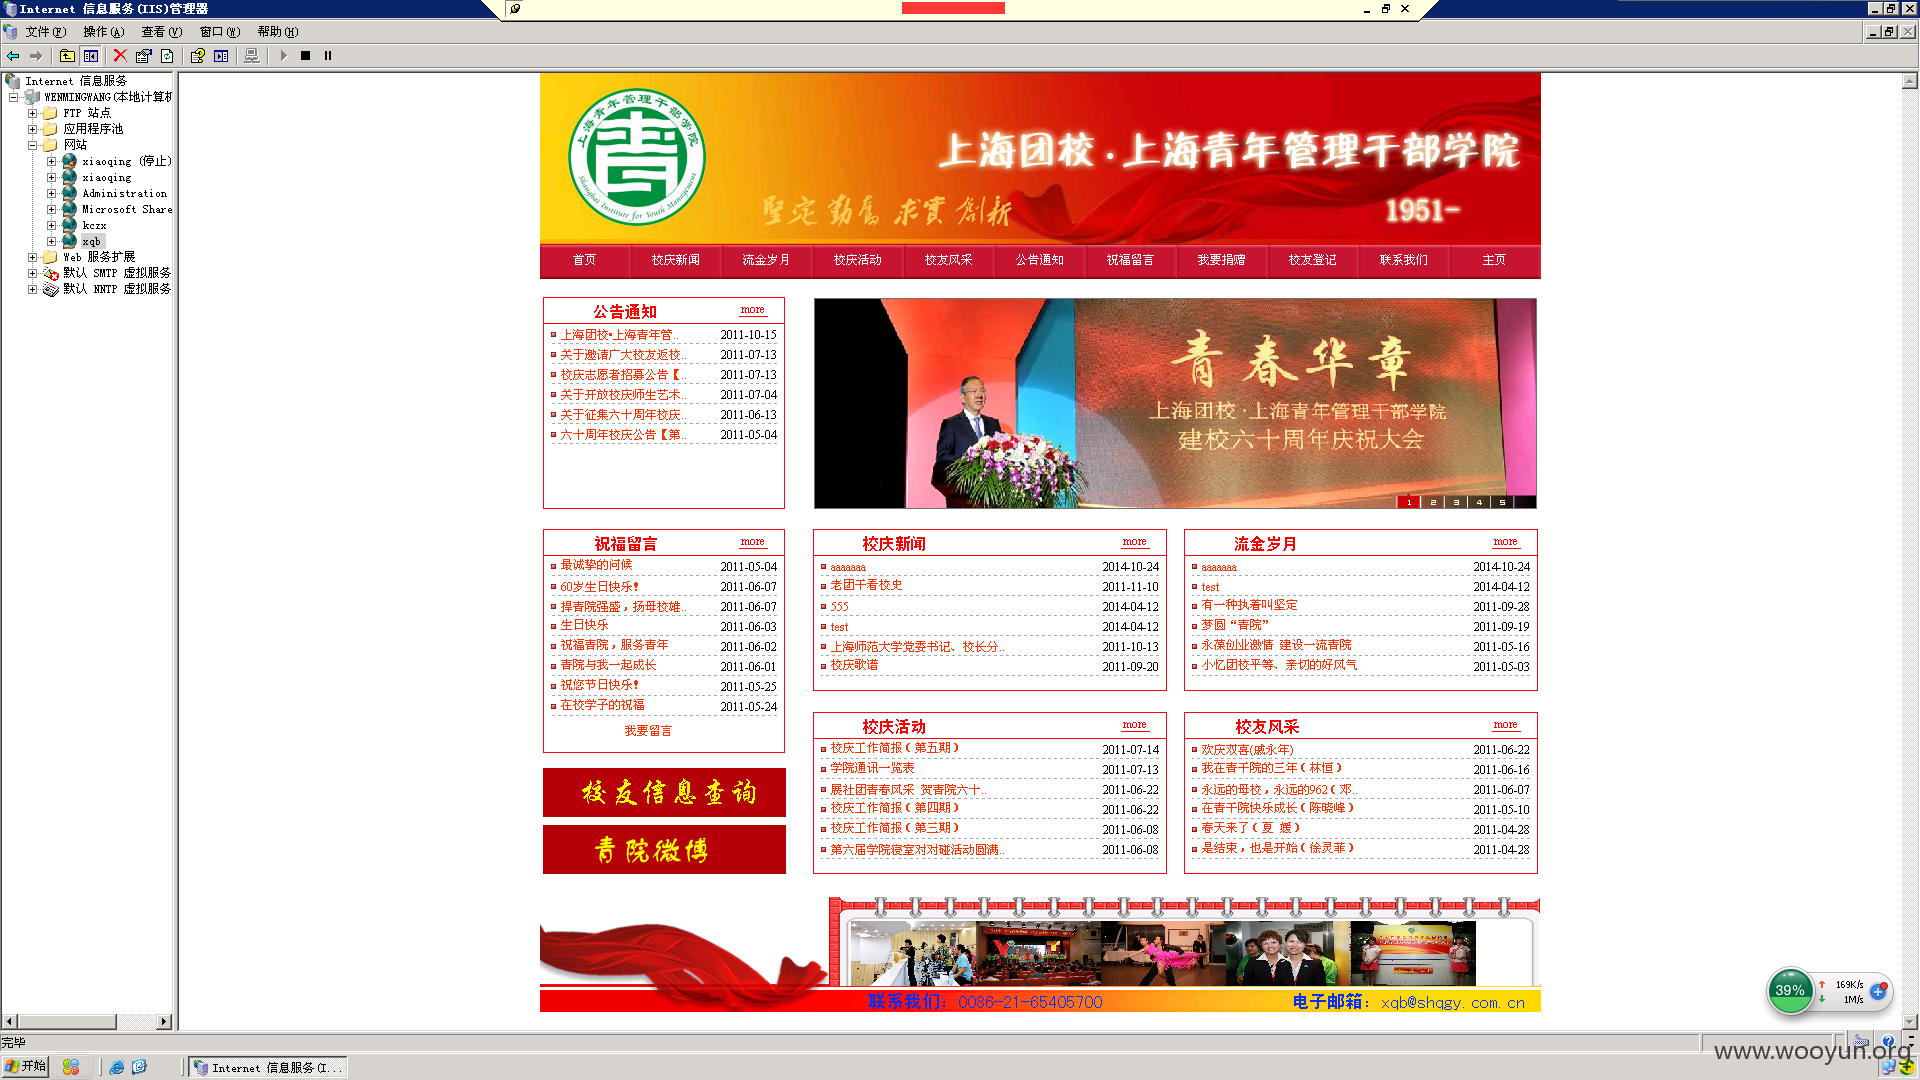 Internet 信息服务(IIS)管理器
文件(F) 操作(A) 查看(V) 窗口(W) 帮助(H)
Internet 信息服务
WENMINGWANG(本地计算机
FTP 站点
应用程序池
网站
xiaoqing (停止)
xiaoqing
Administration
Microsoft Share
kczx
xqb
Web 服务扩展
默认 SMTP 虚拟服务
默认 NNTP 虚拟服务
上海青年管理干部学院
Shanghai Institute for Youth Management
上海团校·上海青年管理干部学院
坚定 勤奋 求实 创新
1951-
首页 校庆新闻 流金岁月 校庆活动 校友风采 公告通知 祝福留言 我要捐赠 校友登记 联系我们 主页
公告通知 more
上海团校•上海青年管.. 2011-10-15
关于邀请广大校友返校.. 2011-07-13
校庆志愿者招募公告【.. 2011-07-13
关于开放校庆师生艺术.. 2011-07-04
关于征集六十周年校庆.. 2011-06-13
六十周年校庆公告【第.. 2011-05-04
青春华章
上海团校·上海青年管理干部学院
建校六十周年庆祝大会
1 2 3 4 5
祝福留言 more
最诚挚的问候 2011-05-04
60岁生日快乐! 2011-06-07
捍青院强盛，扬母校雄.. 2011-06-07
生日快乐 2011-06-03
祝福青院，服务青年 2011-06-02
青院与我一起成长 2011-06-01
祝您节日快乐! 2011-05-25
在校学子的祝福 2011-05-24
我要留言
校庆新闻 more
aaaaaaa 2014-10-24
老团干看校史 2011-11-10
555 2014-04-12
test 2014-04-12
上海师范大学党委书记、校长分.. 2011-10-13
校庆歌谱 2011-09-20
流金岁月 more
aaaaaaa 2014-10-24
test 2014-04-12
有一种执着叫坚定 2011-09-28
梦圆“青院” 2011-09-19
永葆创业激情 建设一流青院 2011-05-16
小忆团校平等、亲切的好风气 2011-05-03
校庆活动 more
校庆工作简报（第五期） 2011-07-14
学院通讯一览表 2011-07-13
展社团青春风采 贺青院六十.. 2011-06-22
校庆工作简报（第四期） 2011-06-22
校庆工作简报（第三期） 2011-06-08
第六届学院寝室对对碰活动圆满.. 2011-06-08
校友风采 more
欢庆双喜(戚永年) 2011-06-22
我在青干院的三年（林恒） 2011-06-16
永远的母校，永远的962（邓.. 2011-06-07
在青干院快乐成长（陈晓峰） 2011-05-10
春天来了（夏 媛） 2011-04-28
是结束，也是开始（徐灵菲） 2011-04-28
校友信息查询
青院微博
联系我们：0086-21-65405700
电子邮箱：xqb@shqgy.com.cn
39% 169K/s
1M/s
完毕
开始
Internet 信息服务(I...
www.wooyun.org